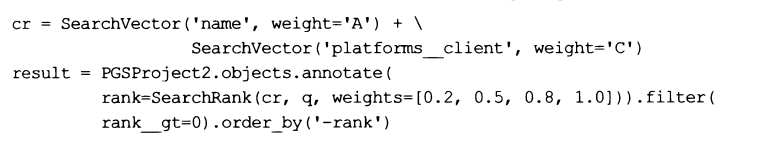 cr = SearchVector('name', weight='A') + \
SearchVector('platforms__client', weight='C')
result = PGSProject2.objects.annotate(
rank=SearchRank(cr, q, weights=[0.2, 0.5, 0.8, 1.0])).filter(
rank__gt=0).order_by('-rank')